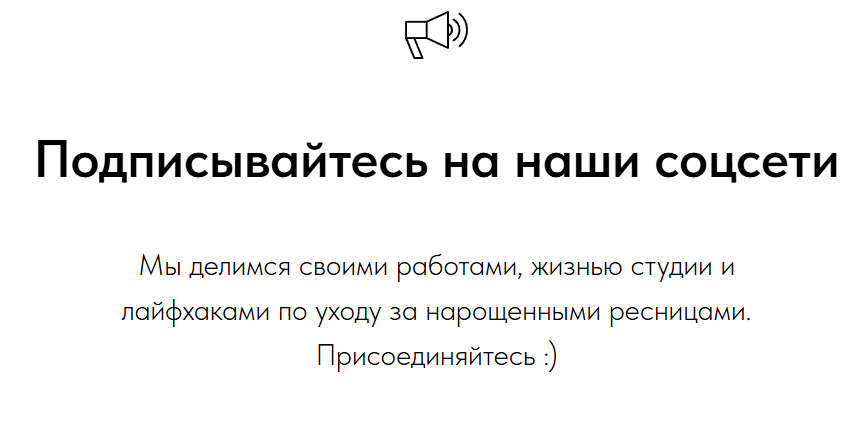 Подписывайтесь на наши соцсети
Мы делимся своими работами, жизнью студии и
лайфхаками по уходу за нарощенными ресницами.
Присоединяйтесь :)